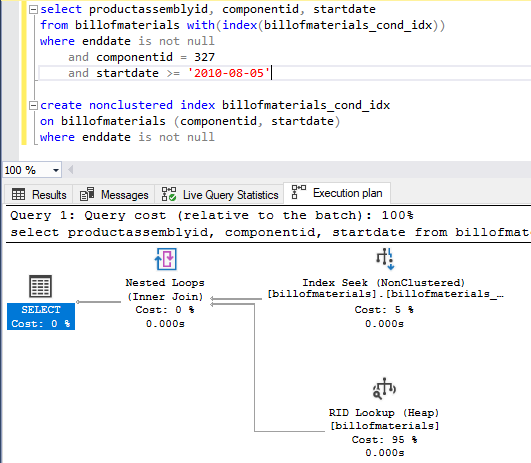 select productassemblyid, componentid, startdate
from billofmaterials with(index(billofmaterials_cond_idx))
where enddate is not null
and componentid = 327
and startdate >= '2010-08-05'
create nonclustered index billofmaterials_cond_idx
on billofmaterials (componentid, startdate)
where enddate is not null
100 %
Results Messages Live Query Statistics Execution plan
Query 1: Query cost (relative to the batch): 100%
select productassemblyid, componentid, startdate from billofmat
SELECT
Cost: 0 %
Nested Loops
(Inner Join)
Cost: 0 %
0.000s
Index Seek (NonClustered)
[billofmaterials].[billofmaterials_…
Cost: 5 %
0.000s
RID Lookup (Heap)
[billofmaterials]
Cost: 95 %
0.000s